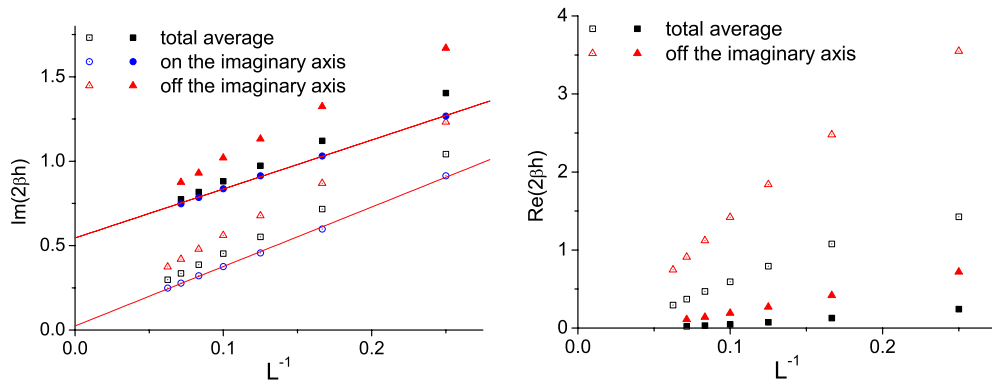 total average
on the imaginary axis
off the imaginary axis
Im(2βh)
1.5
1.0
0.5
0.0
0.0
0.1
0.2
L⁻¹
total average
off the imaginary axis
Re(2βh)
4
3
2
1
0
0.0
0.1
0.2
L⁻¹